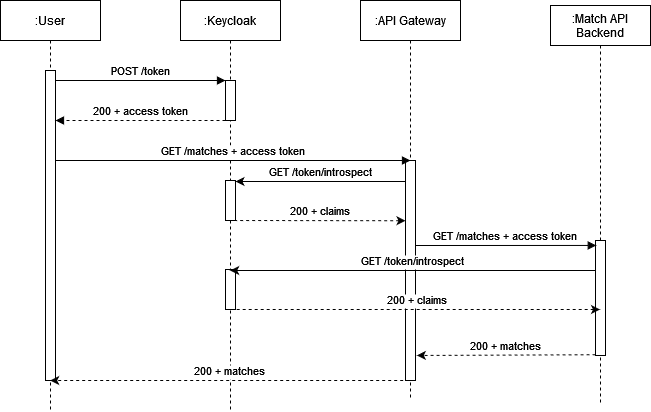 :User
:Keycloak
:API Gateway
:Match API
Backend
POST /token
200 + access token
GET /matches + access token
GET /token/introspect
200 + claims
GET /matches + access token
GET /token/introspect
200 + claims
200 + matches
200 + matches